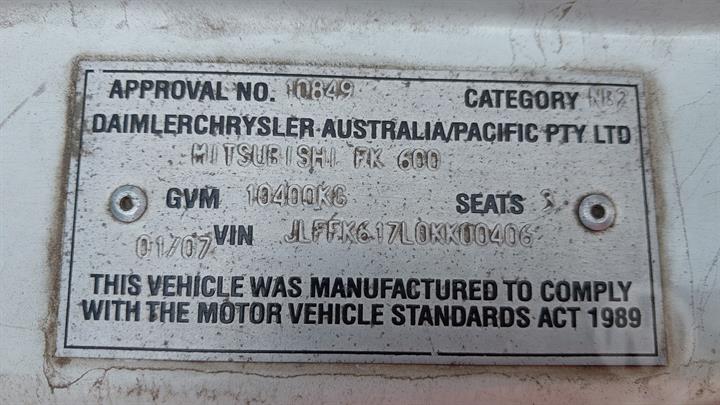 APPROVAL NO. 10849 CATEGORY NB2
DAIMLERCHRYSLER AUSTRALIA/PACIFIC PTY LTD
MITSUBISHI FK 600
GVM 10400KG SEATS 3
01/07 VIN JLFFK617L0KK00406
THIS VEHICLE WAS MANUFACTURED TO COMPLY
WITH THE MOTOR VEHICLE STANDARDS ACT 1989